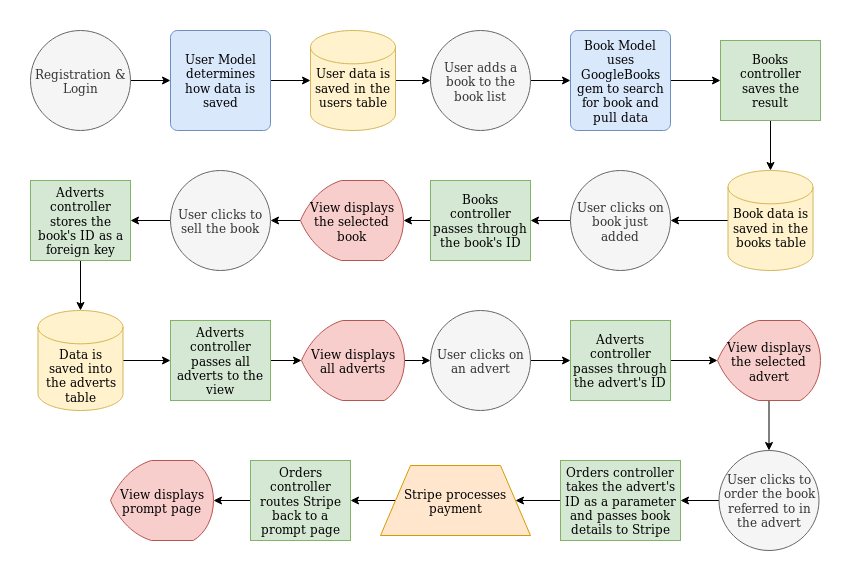 Registration &
Login
User Model
determines
how data is
saved
User data is
saved in the
users table
User adds a
book to the
book list
Book Model
uses
GoogleBooks
gem to search
for book and
pull data
Books
controller
saves the
result
Book data is
saved in the
books table
User clicks on
book just
added
Books
controller
passes through
the book's ID
View displays
the selected
book
User clicks to
sell the book
Adverts
controller
stores the
book's ID as a
foreign key
Data is
saved into
the adverts
table
Adverts
controller
passes all
adverts to the
view
View displays
all adverts
User clicks on
an advert
Adverts
controller
passes through
the advert's ID
View displays
the selected
advert
User clicks to
order the book
referred to in
the advert
Orders controller
takes the advert's
ID as a parameter
and passes book
details to Stripe
Stripe processes
payment
Orders
controller
routes Stripe
back to a
prompt page
View displays
prompt page